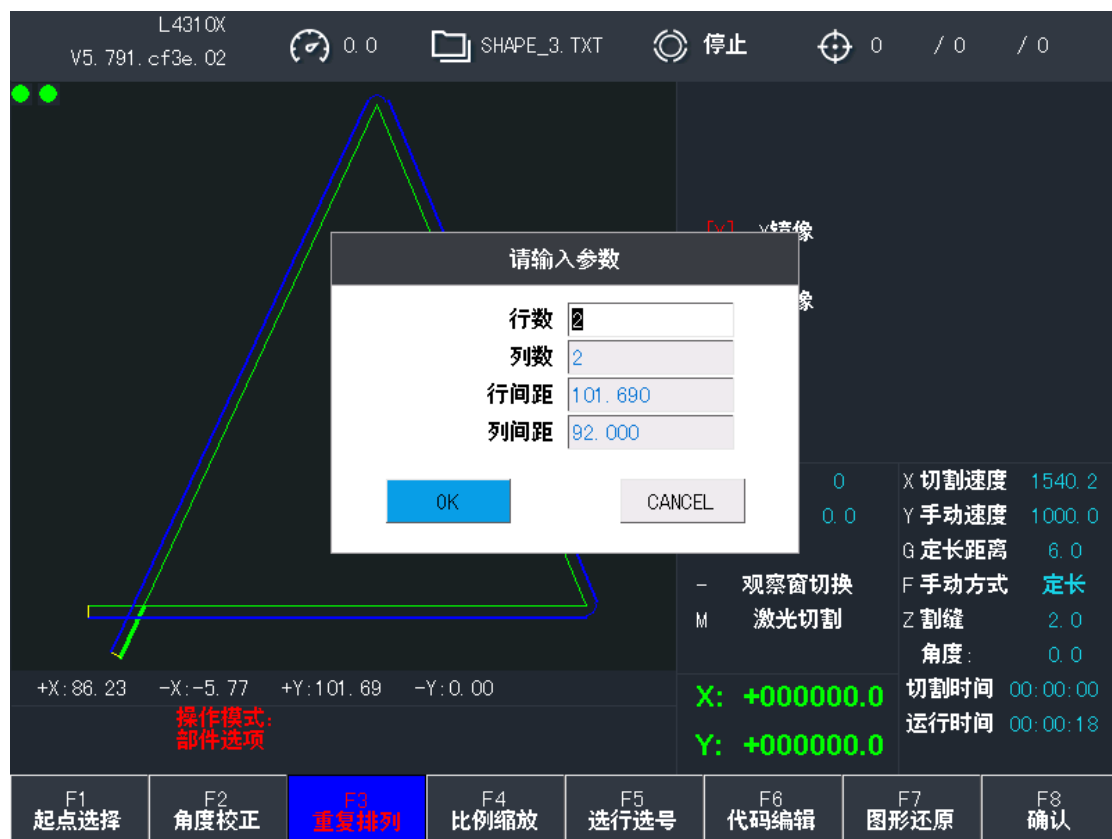 L4310X
V5.791.cf3e.02
0.0
SHAPE_3.TXT
停止
0 / 0 / 0
[X] X镜像
像
请输入参数
行数 2
列数 2
行间距 101.690
列间距 92.000
OK CANCEL
0
0.0
- 观察窗切换
M 激光切割
X 切割速度 1540.2
Y 手动速度 1000.0
G 定长距离 6.0
F 手动方式 定长
Z 割缝 2.0
角度: 0.0
切割时间 00:00:00
运行时间 00:00:18
+X:86.23 -X:-5.77 +Y:101.69 -Y:0.00
操作模式:
部件选项
X: +000000.0
Y: +000000.0
F1
起点选择
F2
角度校正
F3
重复排列
F4
比例缩放
F5
选行选号
F6
代码编辑
F7
图形还原
F8
确认